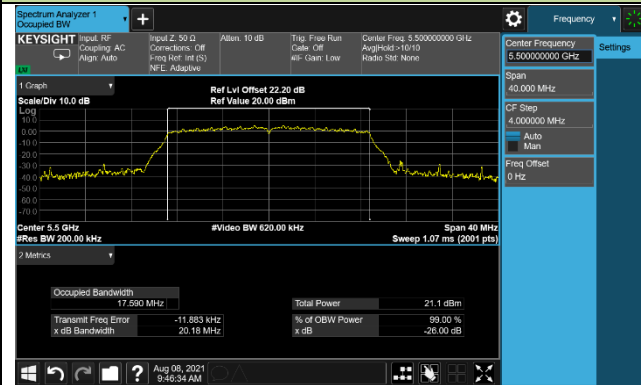 Spectrum Analyzer 1
Occupied BW
Frequency
KEYSIGHT
Input: RF
Coupling: AC
Align: Auto
Input Z: 50 Ω
Corrections: Off
Freq Ref: Int (S)
NFE: Adaptive
Atten: 10 dB
Trig: Free Run
Gate: Off
#IF Gain: Low
Center Freq: 5.500000000 GHz
Avg|Hold:>10/10
Radio Std: None
Center Frequency
5.500000000 GHz
Settings
Span
40.000 MHz
CF Step
4.000000 MHz
Auto
Man
Freq Offset
0 Hz
1 Graph
Scale/Div 10.0 dB
Ref Lvl Offset 22.20 dB
Ref Value 20.00 dBm
Log
10.0
0.00
-10.0
-20.0
-30.0
-40.0
-50.0
-60.0
-70.0
Center 5.5 GHz
#Video BW 620.00 kHz
Span 40 MHz
#Res BW 200.00 kHz
Sweep 1.07 ms (2001 pts)
2 Metrics
Occupied Bandwidth
17.590 MHz
Total Power
21.1 dBm
Transmit Freq Error
-11.883 kHz
% of OBW Power
99.00 %
x dB Bandwidth
20.18 MHz
x dB
-26.00 dB
Aug 08, 2021
9:46:34 AM